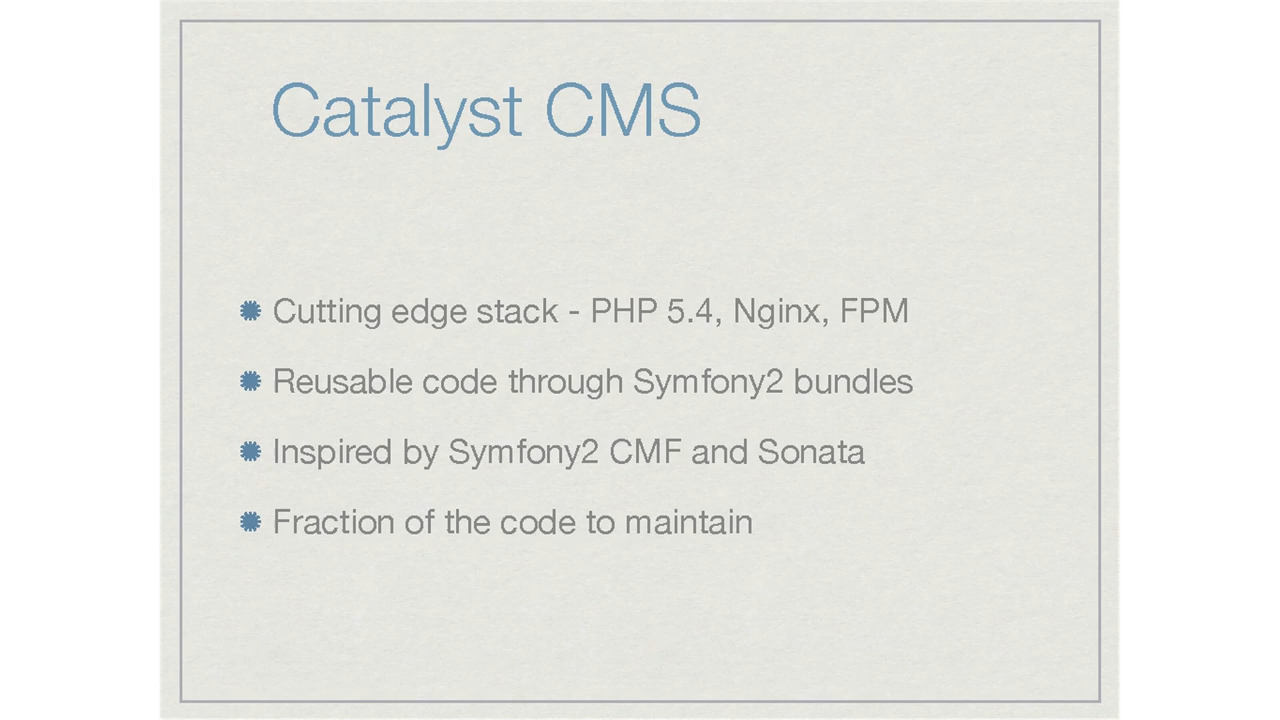 Catalyst CMS
Cutting edge stack - PHP 5.4, Nginx, FPM
Reusable code through Symfony2 bundles
Inspired by Symfony2 CMF and Sonata
Fraction of the code to maintain